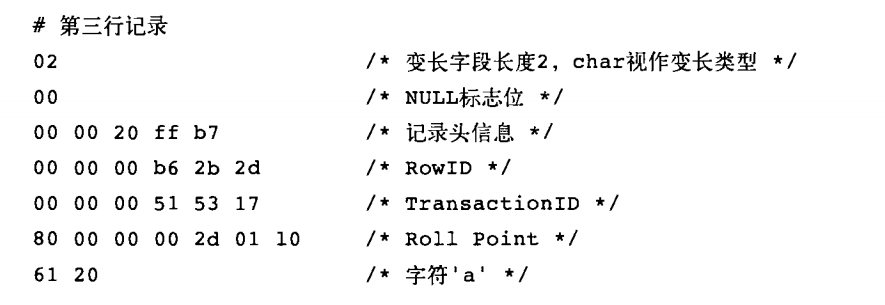 # 第三行记录
02 /* 变长字段长度2, char视作变长类型 */
00 /* NULL标志位 */
00 00 20 ff b7 /* 记录头信息 */
00 00 00 b6 2b 2d /* RowID */
00 00 00 51 53 17 /* TransactionID */
80 00 00 00 2d 01 10 /* Roll Point */
61 20 /* 字符'a' */